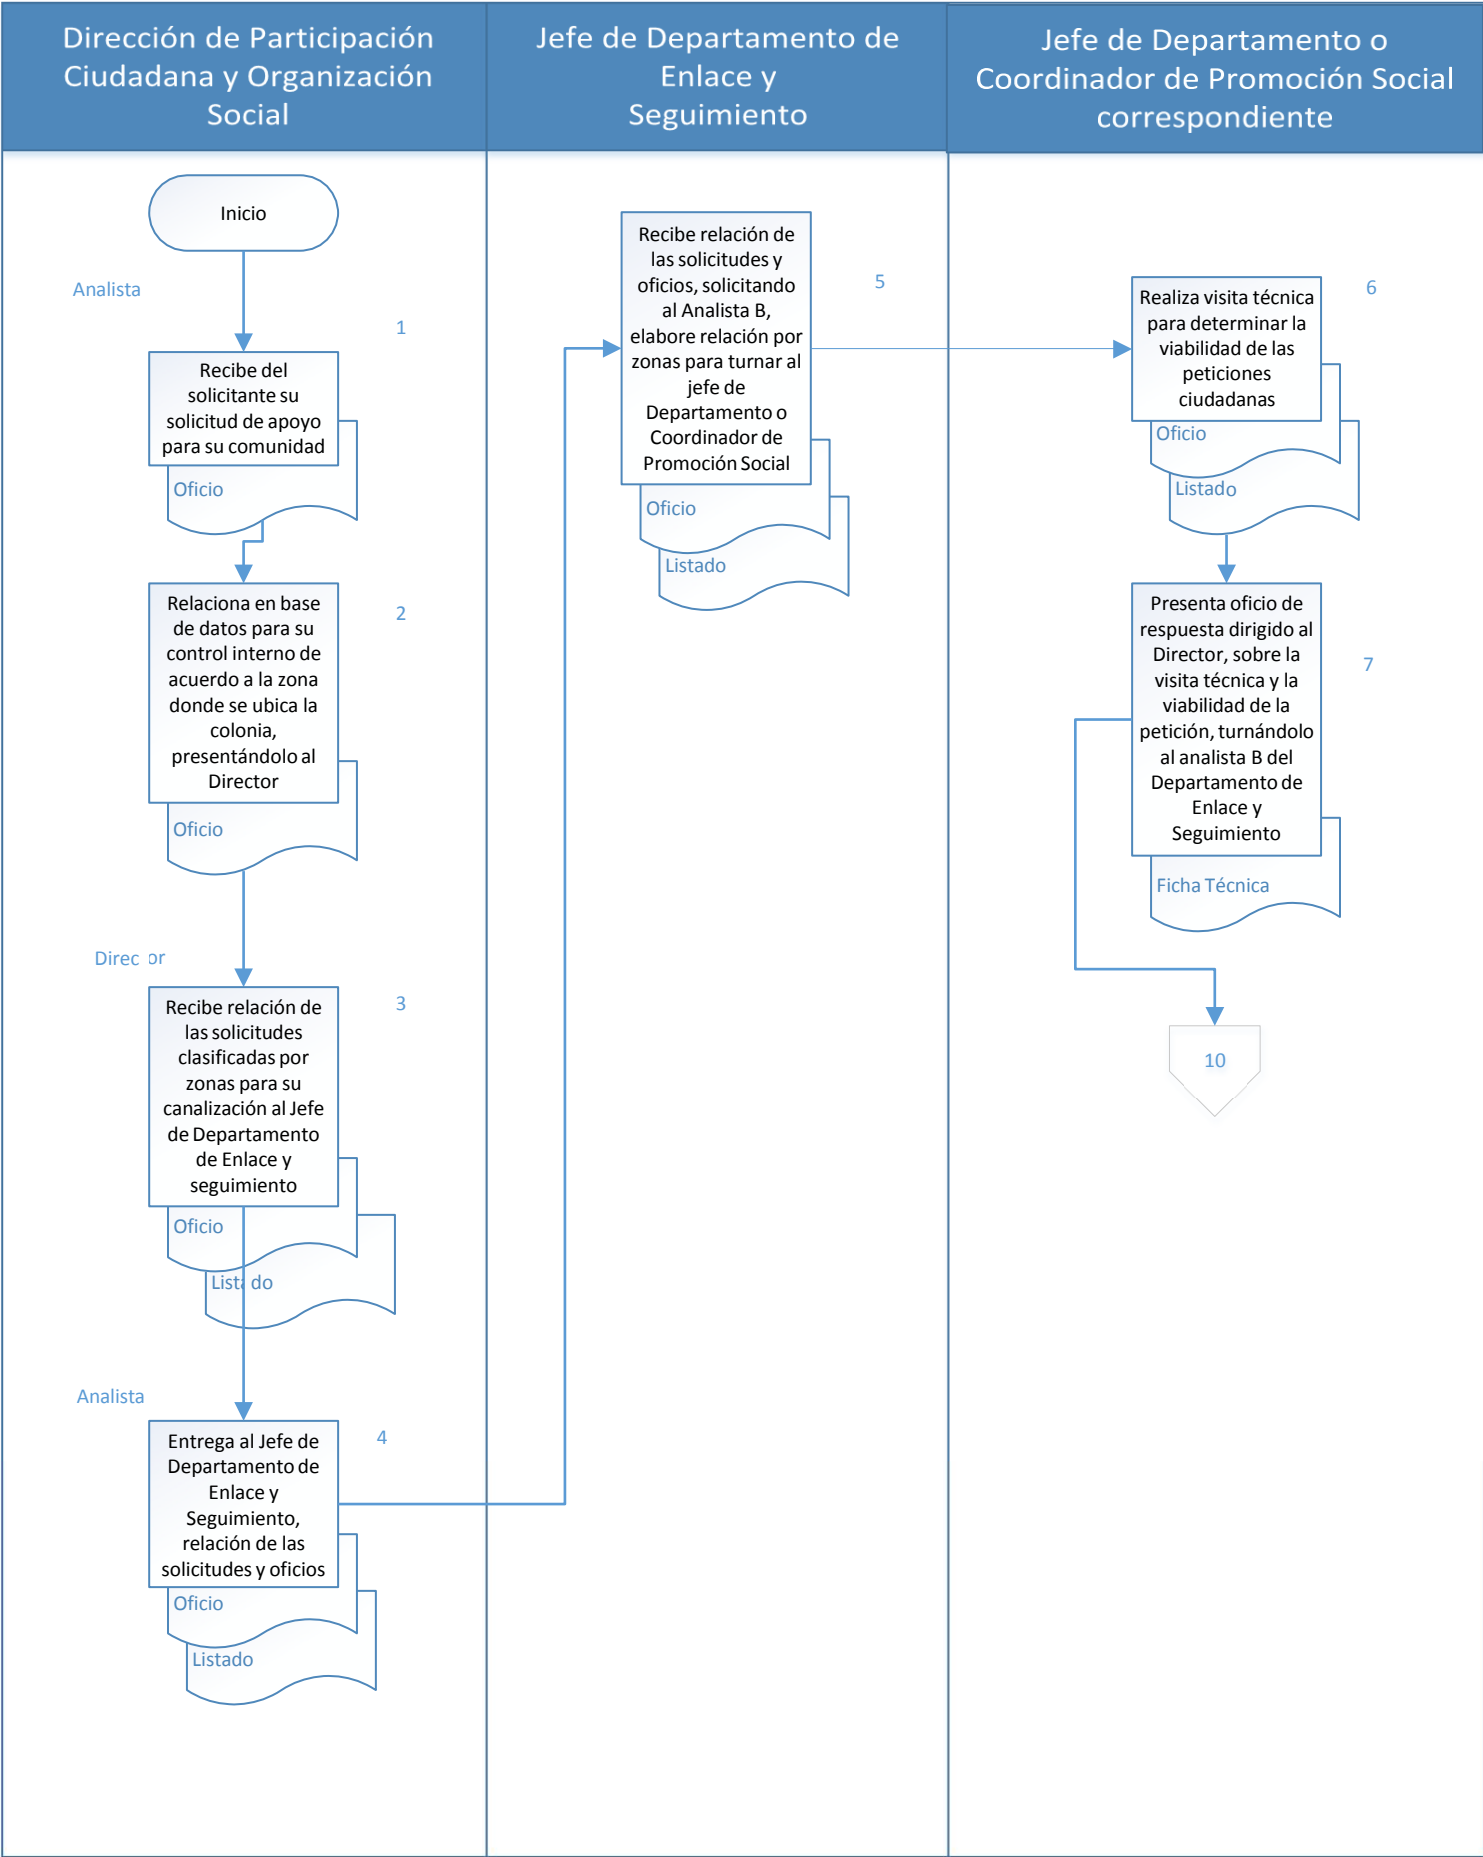 Dirección de Participación
Ciudadana y Organización
Social
Jefe de Departamento de
Enlace y
Seguimiento
Jefe de Departamento o
Coordinador de Promoción Social
correspondiente
Inicio
Analista
1
Recibe del
solicitante su
solicitud de apoyo
para su comunidad
Oficio
2
Relaciona en base
de datos para su
control interno de
acuerdo a la zona
donde se ubica la
colonia,
presentándolo al
Director
Oficio
Director
3
Recibe relación de
las solicitudes
clasificadas por
zonas para su
canalización al Jefe
de Departamento
de Enlace y
seguimiento
Oficio
Listado
Analista
4
Entrega al Jefe de
Departamento de
Enlace y
Seguimiento,
relación de las
solicitudes y oficios
Oficio
Listado
Recibe relación de
las solicitudes y
oficios, solicitando
al Analista B,
elabore relación por
zonas para turnar al
jefe de
Departamento o
Coordinador de
Promoción Social
5
Oficio
Listado
6
Realiza visita técnica
para determinar la
viabilidad de las
peticiones
ciudadanas
Oficio
Listado
Presenta oficio de
respuesta dirigido al
Director, sobre la
visita técnica y la
viabilidad de la
petición, turnándolo
al analista B del
Departamento de
Enlace y
Seguimiento
7
Ficha Técnica
10